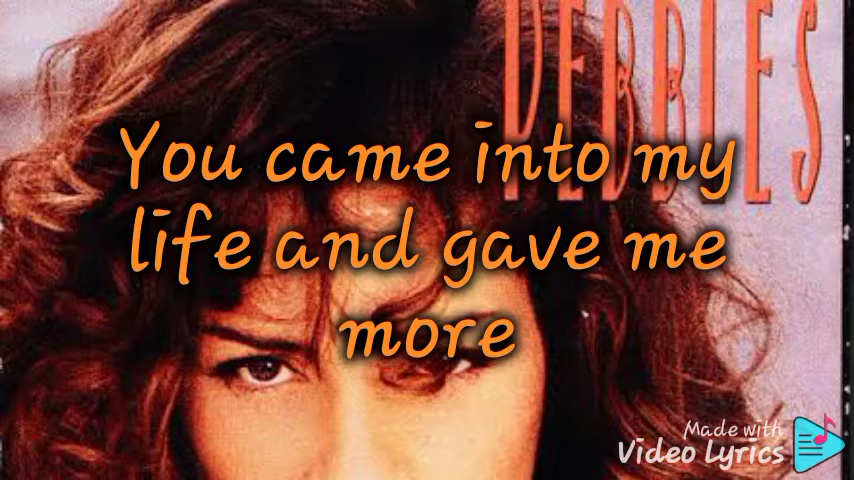 PEBBLES
You came into my
life and gave me
more
Made with
Video Lyrics